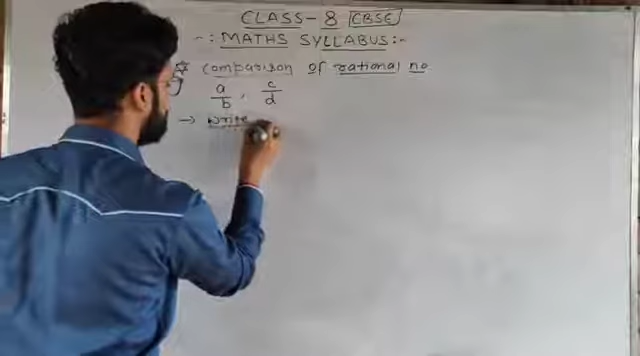 CLASS-8 CBSE
-: MATHS SYLLABUS:-
comparison of rational no
a/b, c/d
→ write